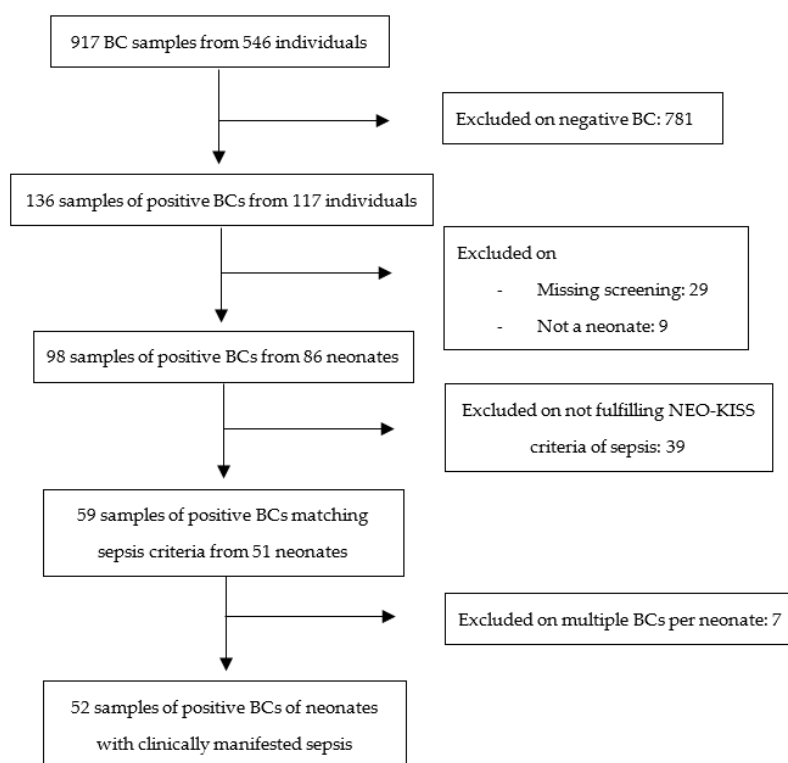 917 BC samples from 546 individuals
Excluded on negative BC: 781
136 samples of positive BCs from 117 individuals
Excluded on
- Missing screening: 29
- Not a neonate: 9
98 samples of positive BCs from 86 neonates
Excluded on not fulfilling NEO-KISS
criteria of sepsis: 39
59 samples of positive BCs matching
sepsis criteria from 51 neonates
Excluded on multiple BCs per neonate: 7
52 samples of positive BCs of neonates
with clinically manifested sepsis